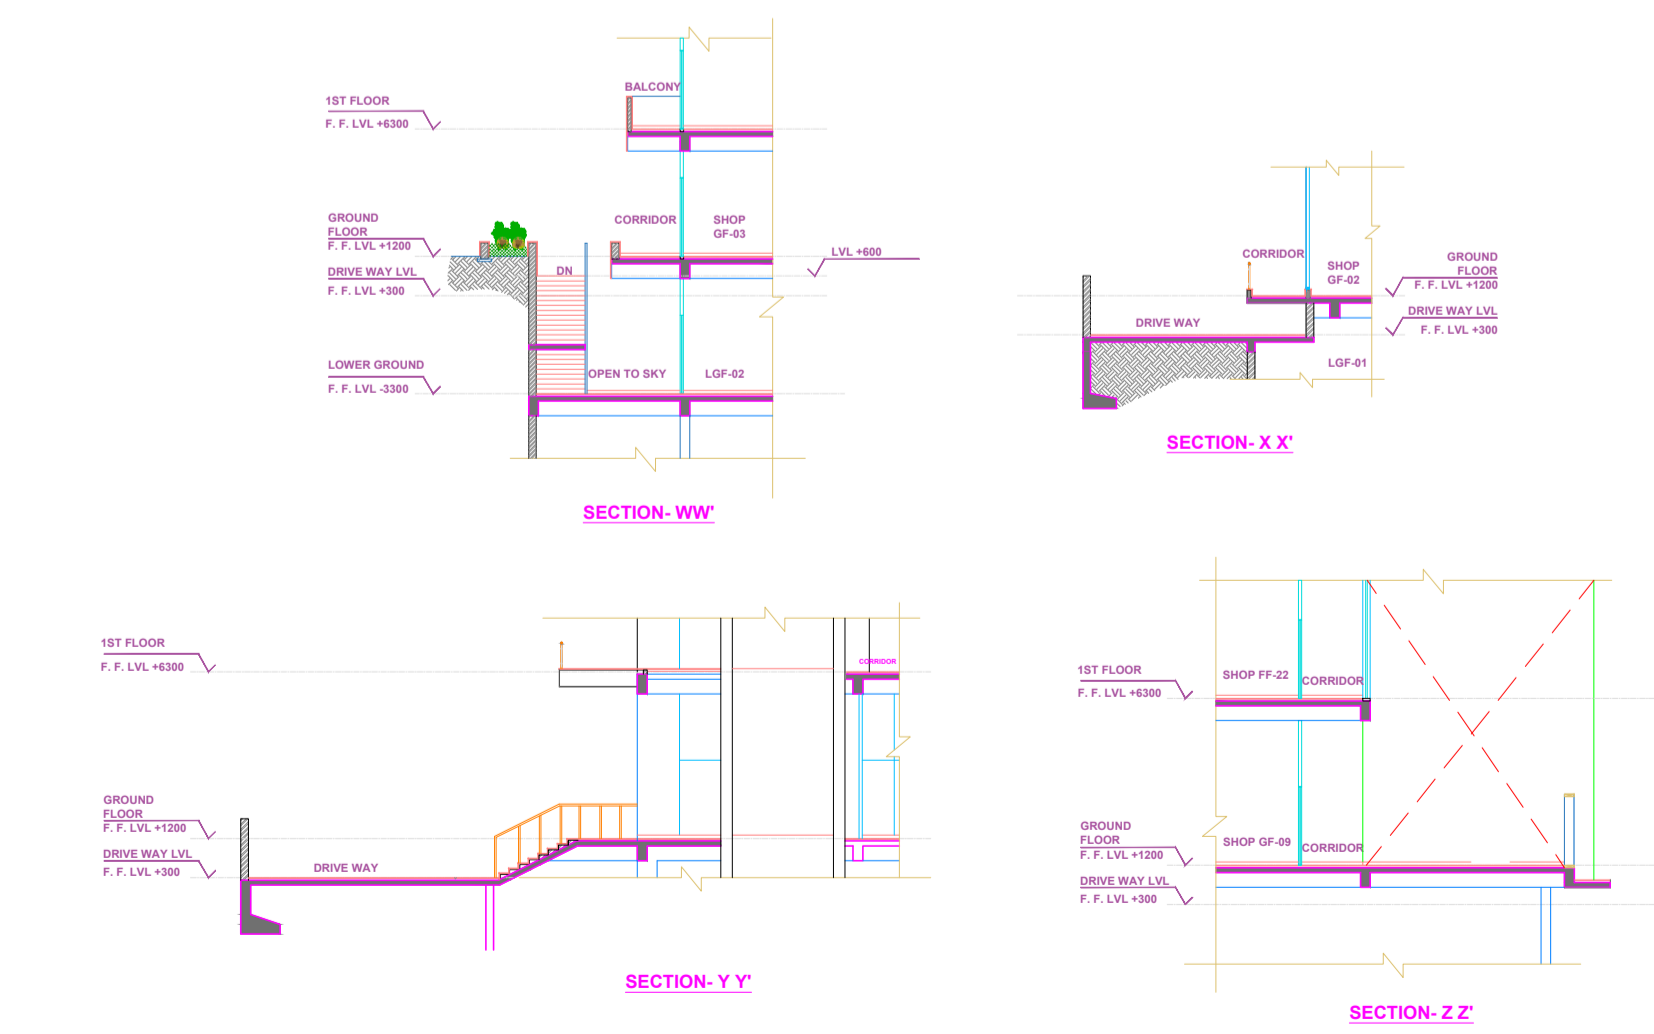 BALCONY
1ST FLOOR
F. F. LVL +6300
GROUND
FLOOR
F. F. LVL +1200
DRIVE WAY LVL
F. F. LVL +300
CORRIDOR
SHOP
GF-03
LVL +600
DN
LOWER GROUND
F. F. LVL -3300
OPEN TO SKY
LGF-02
SECTION- WW'
CORRIDOR
SHOP
GF-02
GROUND
FLOOR
F. F. LVL +1200
DRIVE WAY LVL
F. F. LVL +300
DRIVE WAY
LGF-01
SECTION- X X'
1ST FLOOR
F. F. LVL +6300
CORRIDOR
GROUND
FLOOR
F. F. LVL +1200
DRIVE WAY LVL
F. F. LVL +300
DRIVE WAY
SECTION- Y Y'
1ST FLOOR
F. F. LVL +6300
SHOP FF-22
CORRIDOR
GROUND
FLOOR
F. F. LVL +1200
SHOP GF-09
CORRIDOR
DRIVE WAY LVL
F. F. LVL +300
SECTION- Z Z'